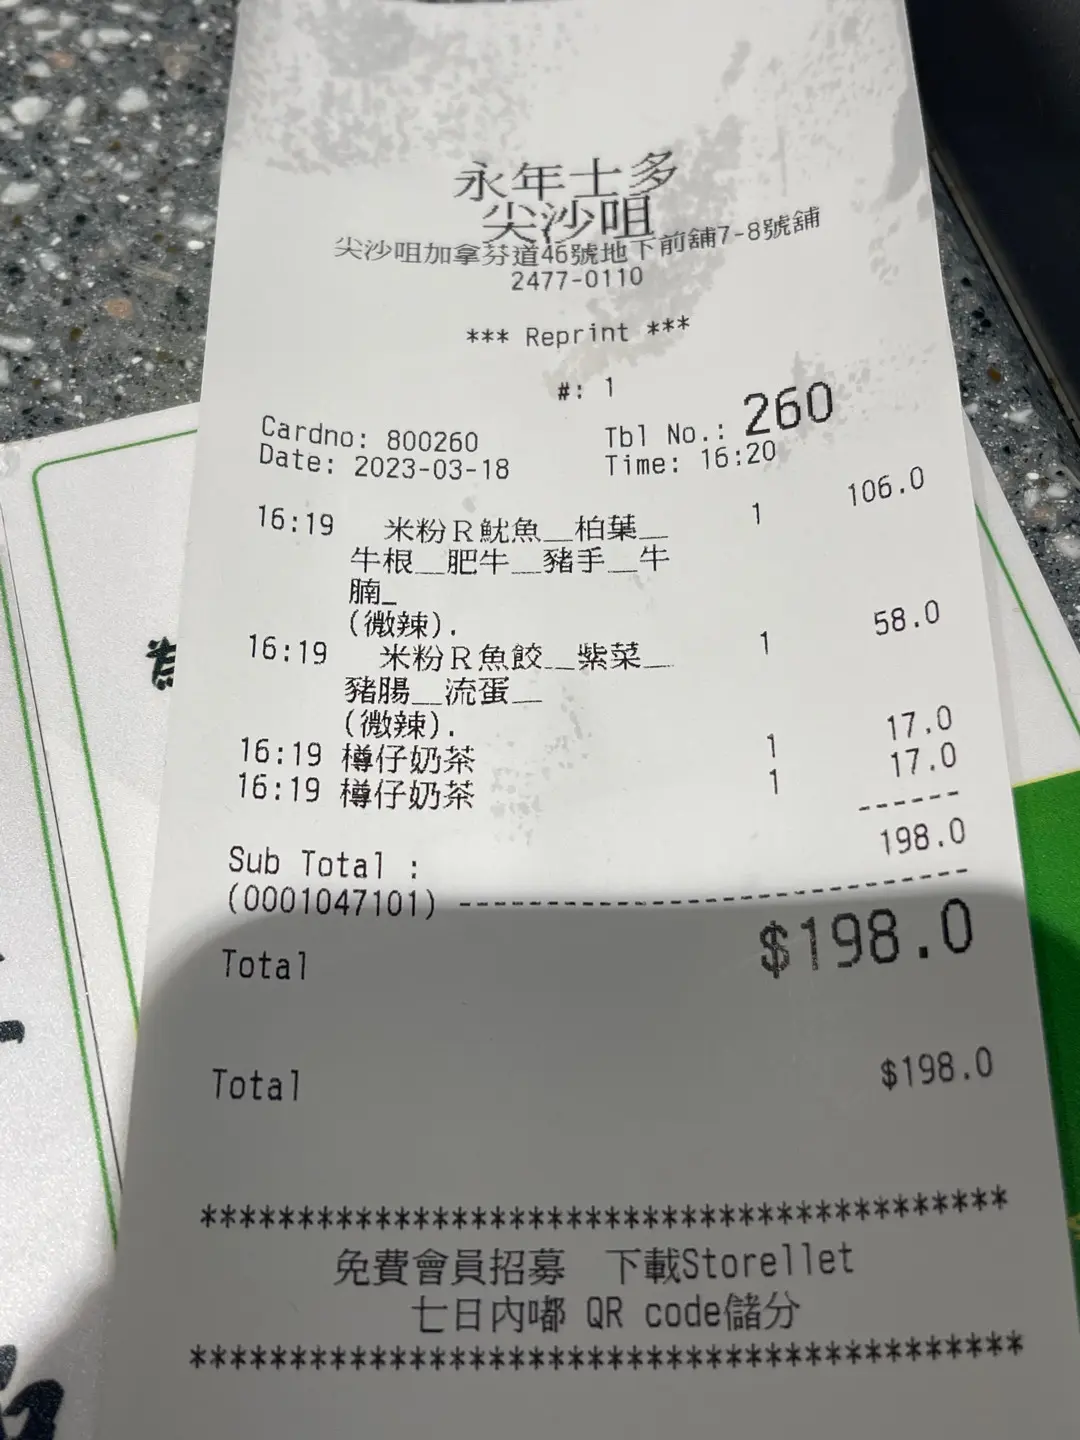 永年士多
尖沙咀
尖沙咀加拿芬道46號地下前舖7-8號舖
2477-0110
*** Reprint ***
#: 1
Cardno: 800260 Tbl No.: 260
Date: 2023-03-18 Time: 16:20
16:19 米粉R魷魚__柏葉__ 1 106.0
牛根__肥牛__豬手__牛
腩_
(微辣).
16:19 米粉R魚餃__紫菜__ 1 58.0
豬腸__流蛋__
(微辣).
16:19 樽仔奶茶 1 17.0
16:19 樽仔奶茶 1 17.0
------
Sub Total : 198.0
(0001047101) ------------------------------
Total $198.0
Total $198.0
******************************************
免費會員招募 下載Storellet
七日內嘟 QR code儲分
******************************************